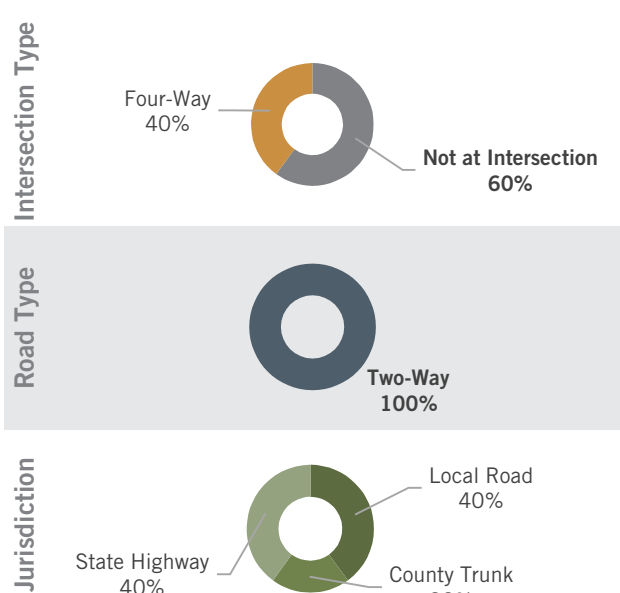 Intersection Type
Four-Way
40%
Not at Intersection
60%
Road Type
Two-Way
100%
Jurisdiction
Local Road
40%
State Highway
40%
County Trunk